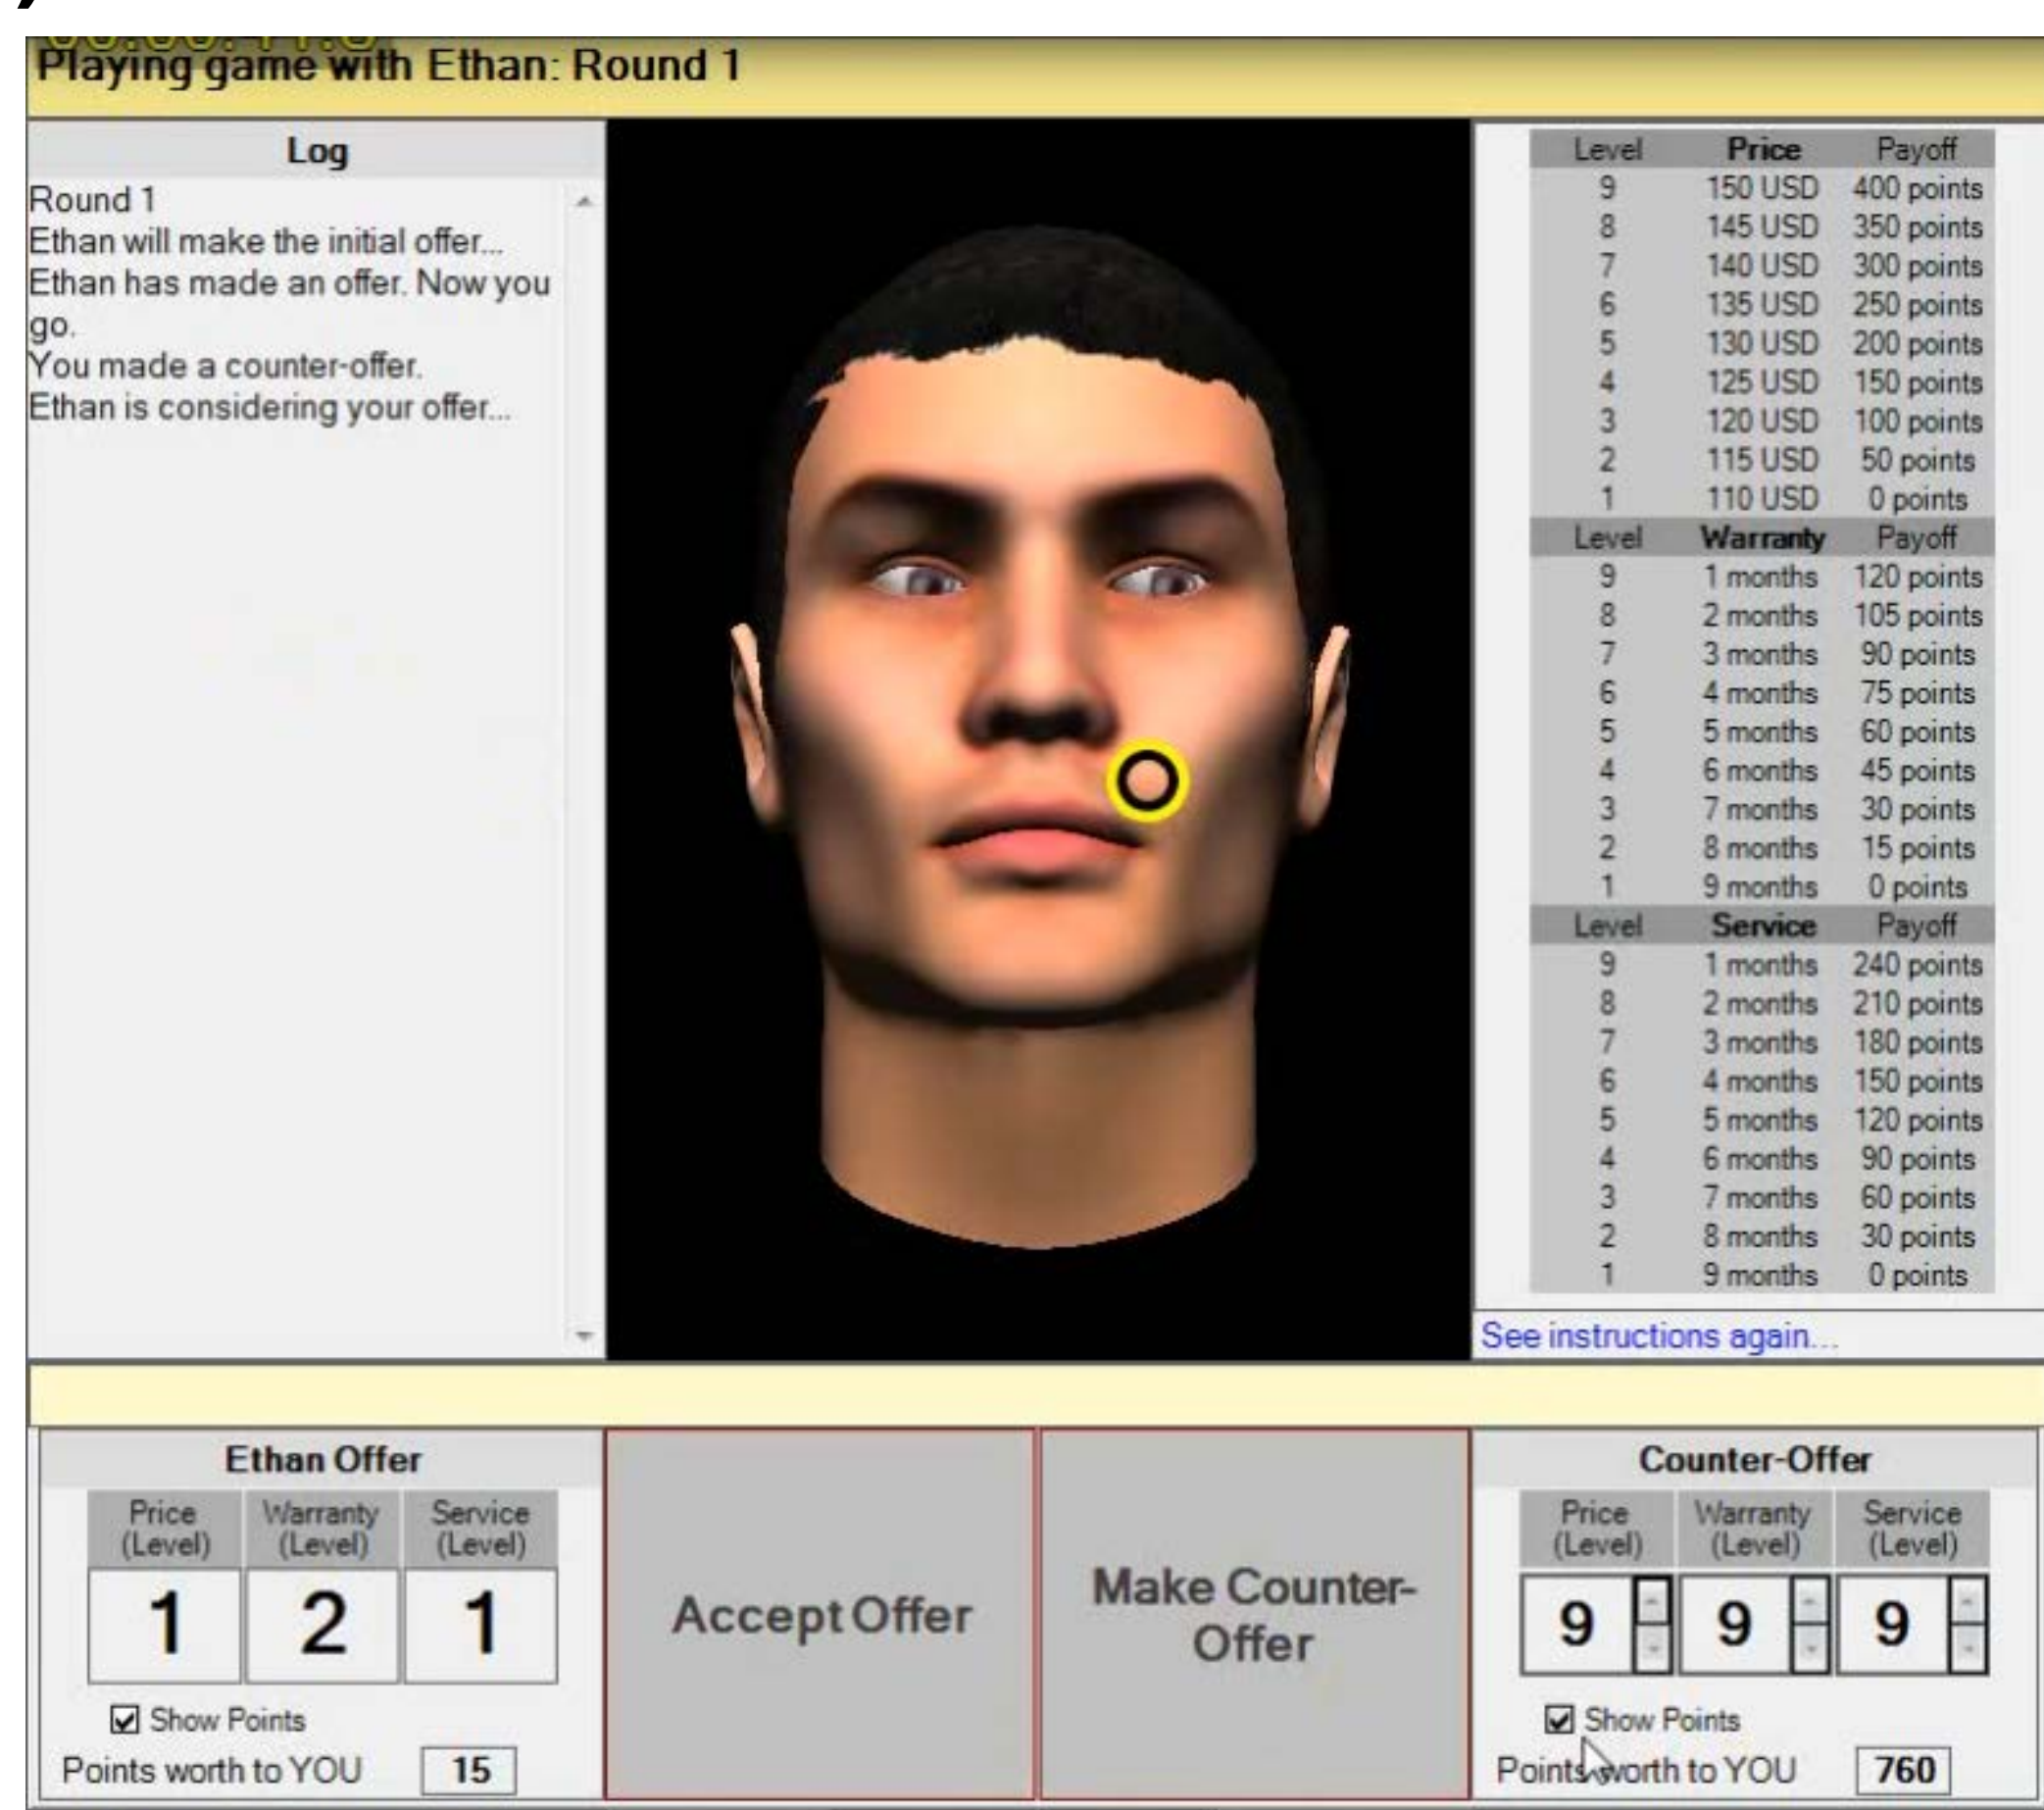 Playing game with Ethan: Round 1
Log
Round 1
Ethan will make the initial offer...
Ethan has made an offer. Now you
go.
You made a counter-offer.
Ethan is considering your offer...
Level Price Payoff
9 150 USD 400 points
8 145 USD 350 points
7 140 USD 300 points
6 135 USD 250 points
5 130 USD 200 points
4 125 USD 150 points
3 120 USD 100 points
2 115 USD 50 points
1 110 USD 0 points
Level Warranty Payoff
9 1 months 120 points
8 2 months 105 points
7 3 months 90 points
6 4 months 75 points
5 5 months 60 points
4 6 months 45 points
3 7 months 30 points
2 8 months 15 points
1 9 months 0 points
Level Service Payoff
9 1 months 240 points
8 2 months 210 points
7 3 months 180 points
6 4 months 150 points
5 5 months 120 points
4 6 months 90 points
3 7 months 60 points
2 8 months 30 points
1 9 months 0 points
See instructions again...
Ethan Offer
Price Warranty Service
(Level) (Level) (Level)
1 2 1
Show Points
Points worth to YOU 15
Accept Offer
Make Counter-
Offer
Counter-Offer
Price Warranty Service
(Level) (Level) (Level)
9 9 9
Show Points
Points worth to YOU 760